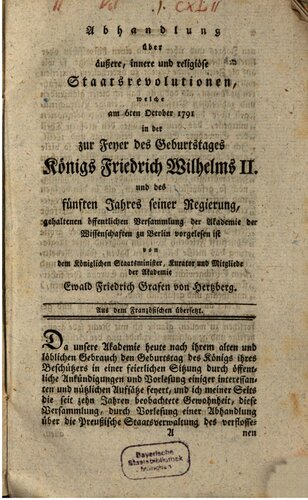 Abhandlung
über
äußere, innere und religiöse
Staatsrevolutionen,
welche
am 6ten October 1791
in der
zur Feyer des Geburtstages
Königs Friedrich Wilhelms II.
und des
fünften Jahres seiner Regierung,
gehaltenen öffentlichen Versammlung der Akademie der
Wissenschaften zu Berlin vorgelesen ist
von
dem Königlichen Staatsminister, Kurator und Mitgliede
der Akademie
Ewald Friedrich Grafen von Hertzberg.
Aus dem Französischen übersetzt.
Da unsere Akademie heute nach ihrem alten und
löblichen Gebrauch den Geburtstag des Königs ihres
Beschützers in einer feierlichen Sitzung durch öffent-
liche Ankündigungen und Vorlesung einiger interessan-
ten und nützlichen Aufsätze feyert, und ich meiner Seits
die seit zehn Jahren beobachtete Gewohnheit, diese
Versammlung, durch Vorlesung einer Abhandlung
über die Preußische Staatsverwaltung des verflosse-
A nen
Bayerische
Staatsbibliothek
München